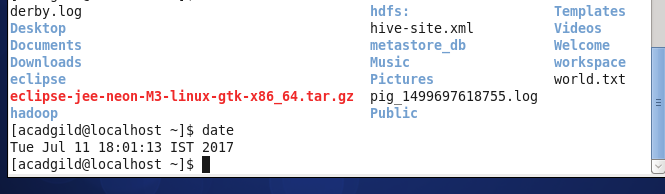 derby.log hdfs: Templates
Desktop hive-site.xml Videos
Documents metastore_db Welcome
Downloads Music workspace
eclipse Pictures world.txt
eclipse-jee-neon-M3-linux-gtk-x86_64.tar.gz pig_1499697618755.log
hadoop Public
[acadgild@localhost ~]$ date
Tue Jul 11 18:01:13 IST 2017
[acadgild@localhost ~]$